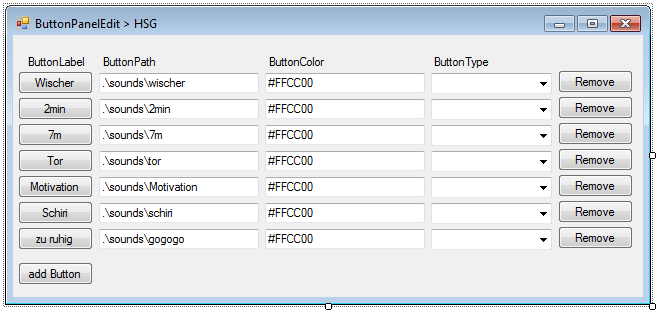 ButtonPanelEdit > HSG
ButtonLabel ButtonPath ButtonColor ButtonType
Wischer .\sounds\wischer #FFCC00 Remove
2min .\sounds\2min #FFCC00 Remove
7m .\sounds\7m #FFCC00 Remove
Tor .\sounds\tor #FFCC00 Remove
Motivation .\sounds\Motivation #FFCC00 Remove
Schiri .\sounds\schiri #FFCC00 Remove
zu ruhig .\sounds\gogogo #FFCC00 Remove
add Button